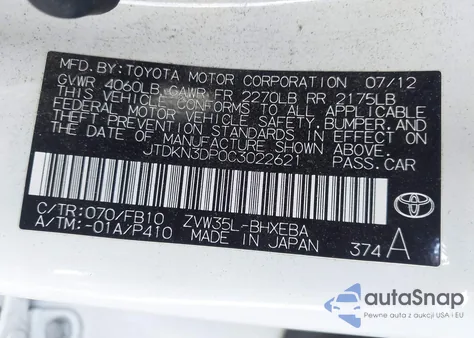 MFD. BY: TOYOTA MOTOR CORPORATION 07/12
GVWR 4060LB GAWR FR 2270LB RR 2175LB
THIS VEHICLE CONFORMS TO ALL APPLICABLE
FEDERAL MOTOR VEHICLE SAFETY, BUMPER, AND
THEFT PREVENTION STANDARDS IN EFFECT ON
THE DATE OF MANUFACTURE SHOWN ABOVE.
JTDKN3DP0C3022621 PASS. CAR
C/TR: 070/FB10 ZVW35L-BHXEBA
A/TM: -01A/P410 MADE IN JAPAN 374 A
autoSnap
Pewne auta z aukcji USA i EU